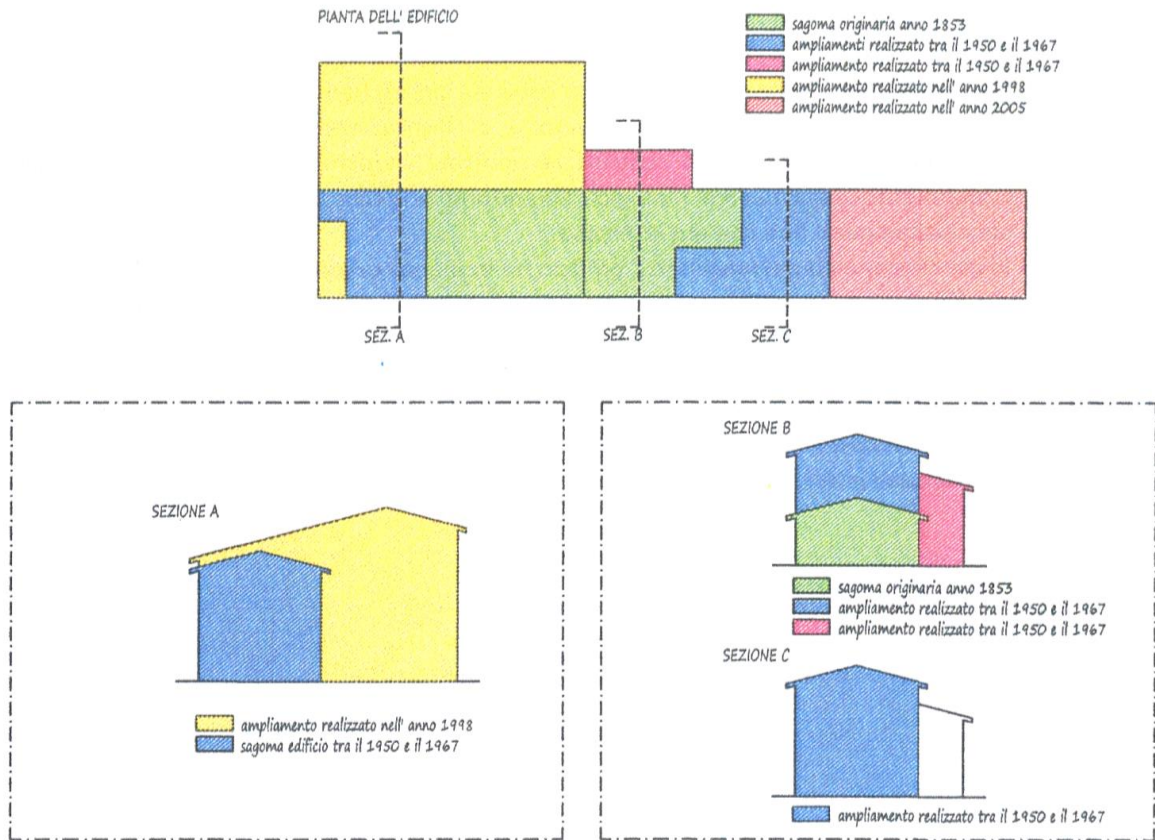 PIANTA DELL' EDIFICIO
sagoma originaria anno 1853
ampliamenti realizzato tra il 1950 e il 1967
ampliamento realizzato tra il 1950 e il 1967
ampliamento realizzato nell' anno 1998
ampliamento realizzato nell' anno 2005
SEZ. A
SEZ. B
SEZ. C
SEZIONE A
ampliamento realizzato nell' anno 1998
sagoma edificio tra il 1950 e il 1967
SEZIONE B
sagoma originaria anno 1853
ampliamento realizzato tra il 1950 e il 1967
ampliamento realizzato tra il 1950 e il 1967
SEZIONE C
ampliamento realizzato tra il 1950 e il 1967